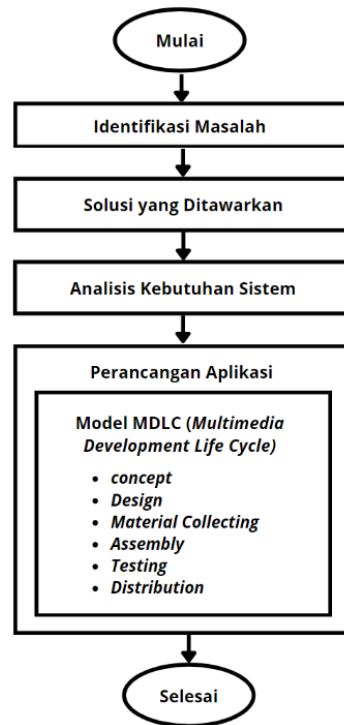 Mulai
Identifikasi Masalah
Solusi yang Ditawarkan
Analisis Kebutuhan Sistem
Perancangan Aplikasi
Model MDLC (Multimedia
Development Life Cycle)
• concept
• Design
• Material Collecting
• Assembly
• Testing
• Distribution
Selesai